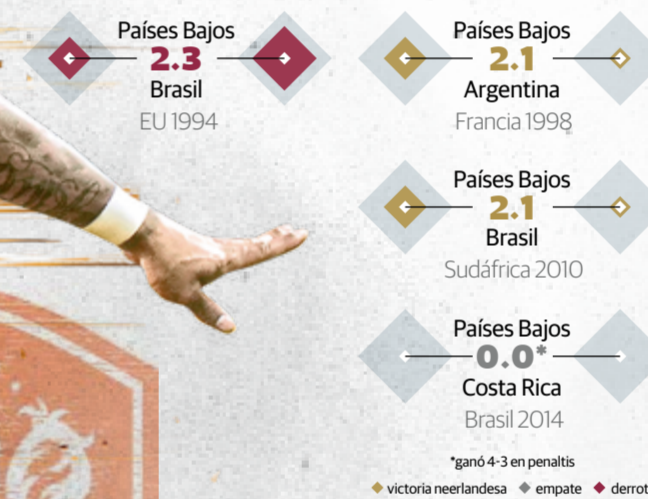 Países Bajos
2.3
Brasil
EU 1994
Países Bajos
2.1
Argentina
Francia 1998
Países Bajos
2.1
Brasil
Sudáfrica 2010
Países Bajos
0.0*
Costa Rica
Brasil 2014
*ganó 4-3 en penaltis
victoria neerlandesa empate derrot